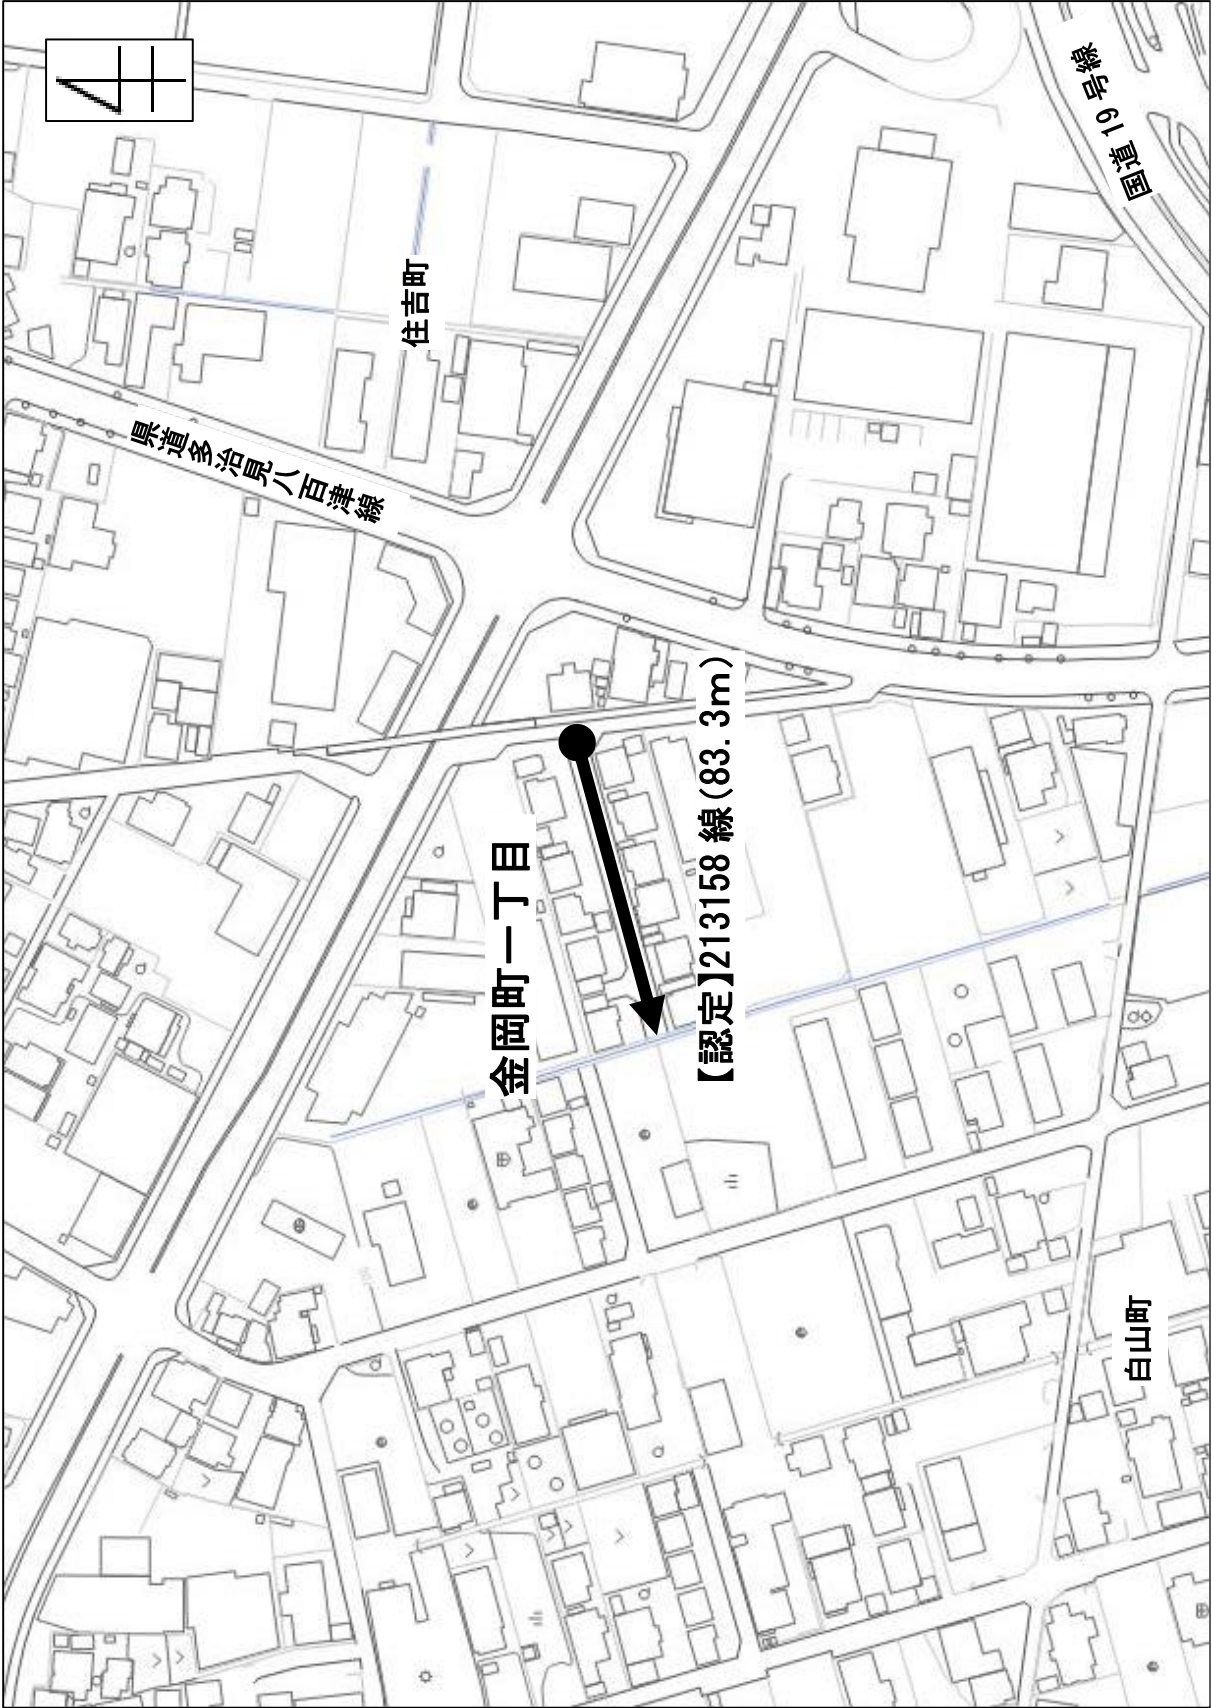 国道19号線
住吉町
県道多治見八百津線
金岡町一丁目
【認定】213158線(83.3m)
白山町